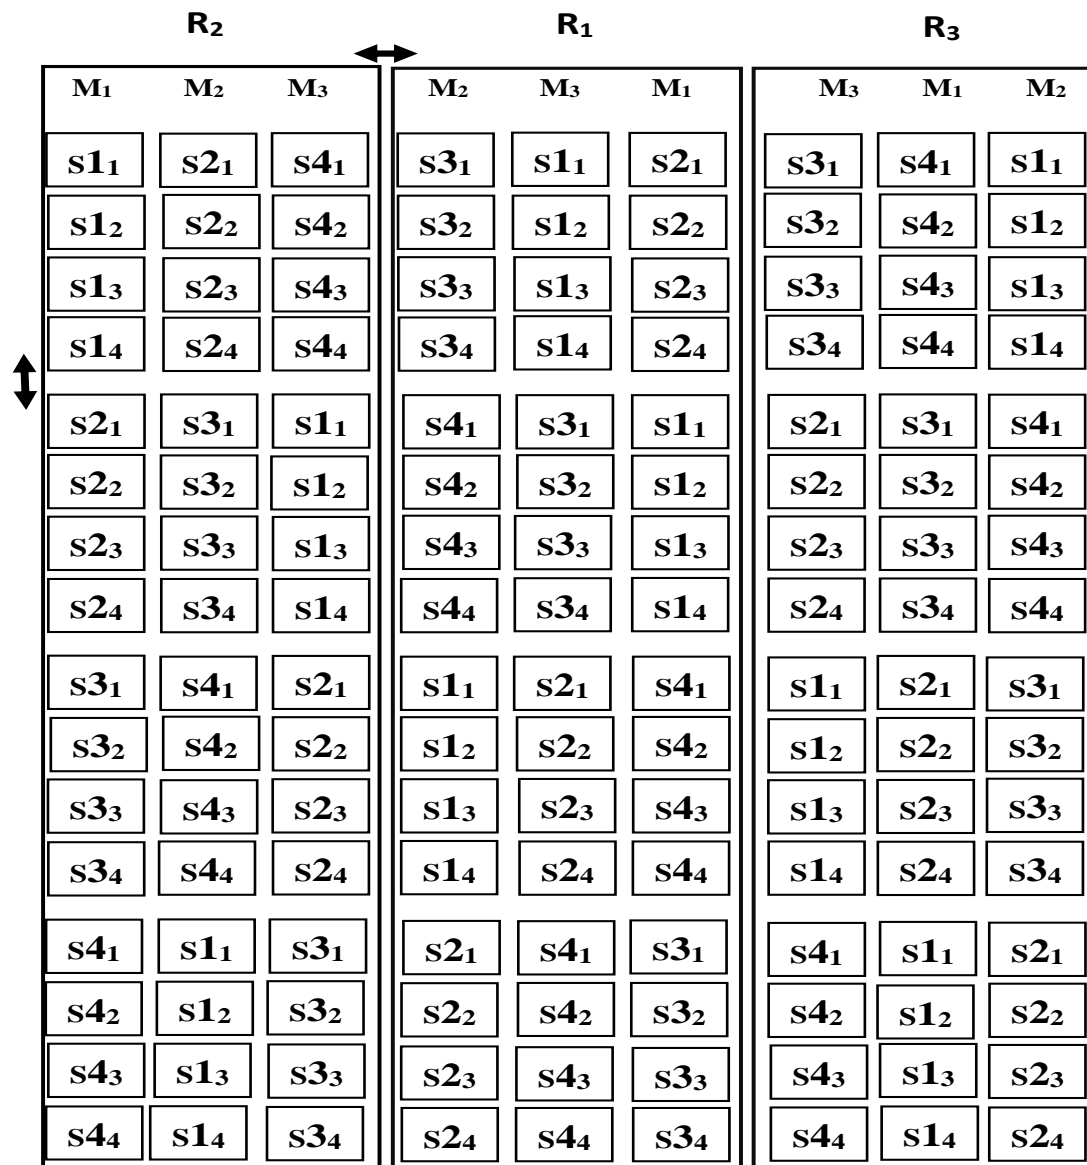 R₂ R₁ R₃
M₁ M₂ M₃ M₂ M₃ M₁ M₃ M₁ M₂
s1₁ s2₁ s4₁ s3₁ s1₁ s2₁ s3₁ s4₁ s1₁
s1₂ s2₂ s4₂ s3₂ s1₂ s2₂ s3₂ s4₂ s1₂
s1₃ s2₃ s4₃ s3₃ s1₃ s2₃ s3₃ s4₃ s1₃
s1₄ s2₄ s4₄ s3₄ s1₄ s2₄ s3₄ s4₄ s1₄
s2₁ s3₁ s1₁ s4₁ s3₁ s1₁ s2₁ s3₁ s4₁
s2₂ s3₂ s1₂ s4₂ s3₂ s1₂ s2₂ s3₂ s4₂
s2₃ s3₃ s1₃ s4₃ s3₃ s1₃ s2₃ s3₃ s4₃
s2₄ s3₄ s1₄ s4₄ s3₄ s1₄ s2₄ s3₄ s4₄
s3₁ s4₁ s2₁ s1₁ s2₁ s4₁ s1₁ s2₁ s3₁
s3₂ s4₂ s2₂ s1₂ s2₂ s4₂ s1₂ s2₂ s3₂
s3₃ s4₃ s2₃ s1₃ s2₃ s4₃ s1₃ s2₃ s3₃
s3₄ s4₄ s2₄ s1₄ s2₄ s4₄ s1₄ s2₄ s3₄
s4₁ s1₁ s3₁ s2₁ s4₁ s3₁ s4₁ s1₁ s2₁
s4₂ s1₂ s3₂ s2₂ s4₂ s3₂ s4₂ s1₂ s2₂
s4₃ s1₃ s3₃ s2₃ s4₃ s3₃ s4₃ s1₃ s2₃
s4₄ s1₄ s3₄ s2₄ s4₄ s3₄ s4₄ s1₄ s2₄